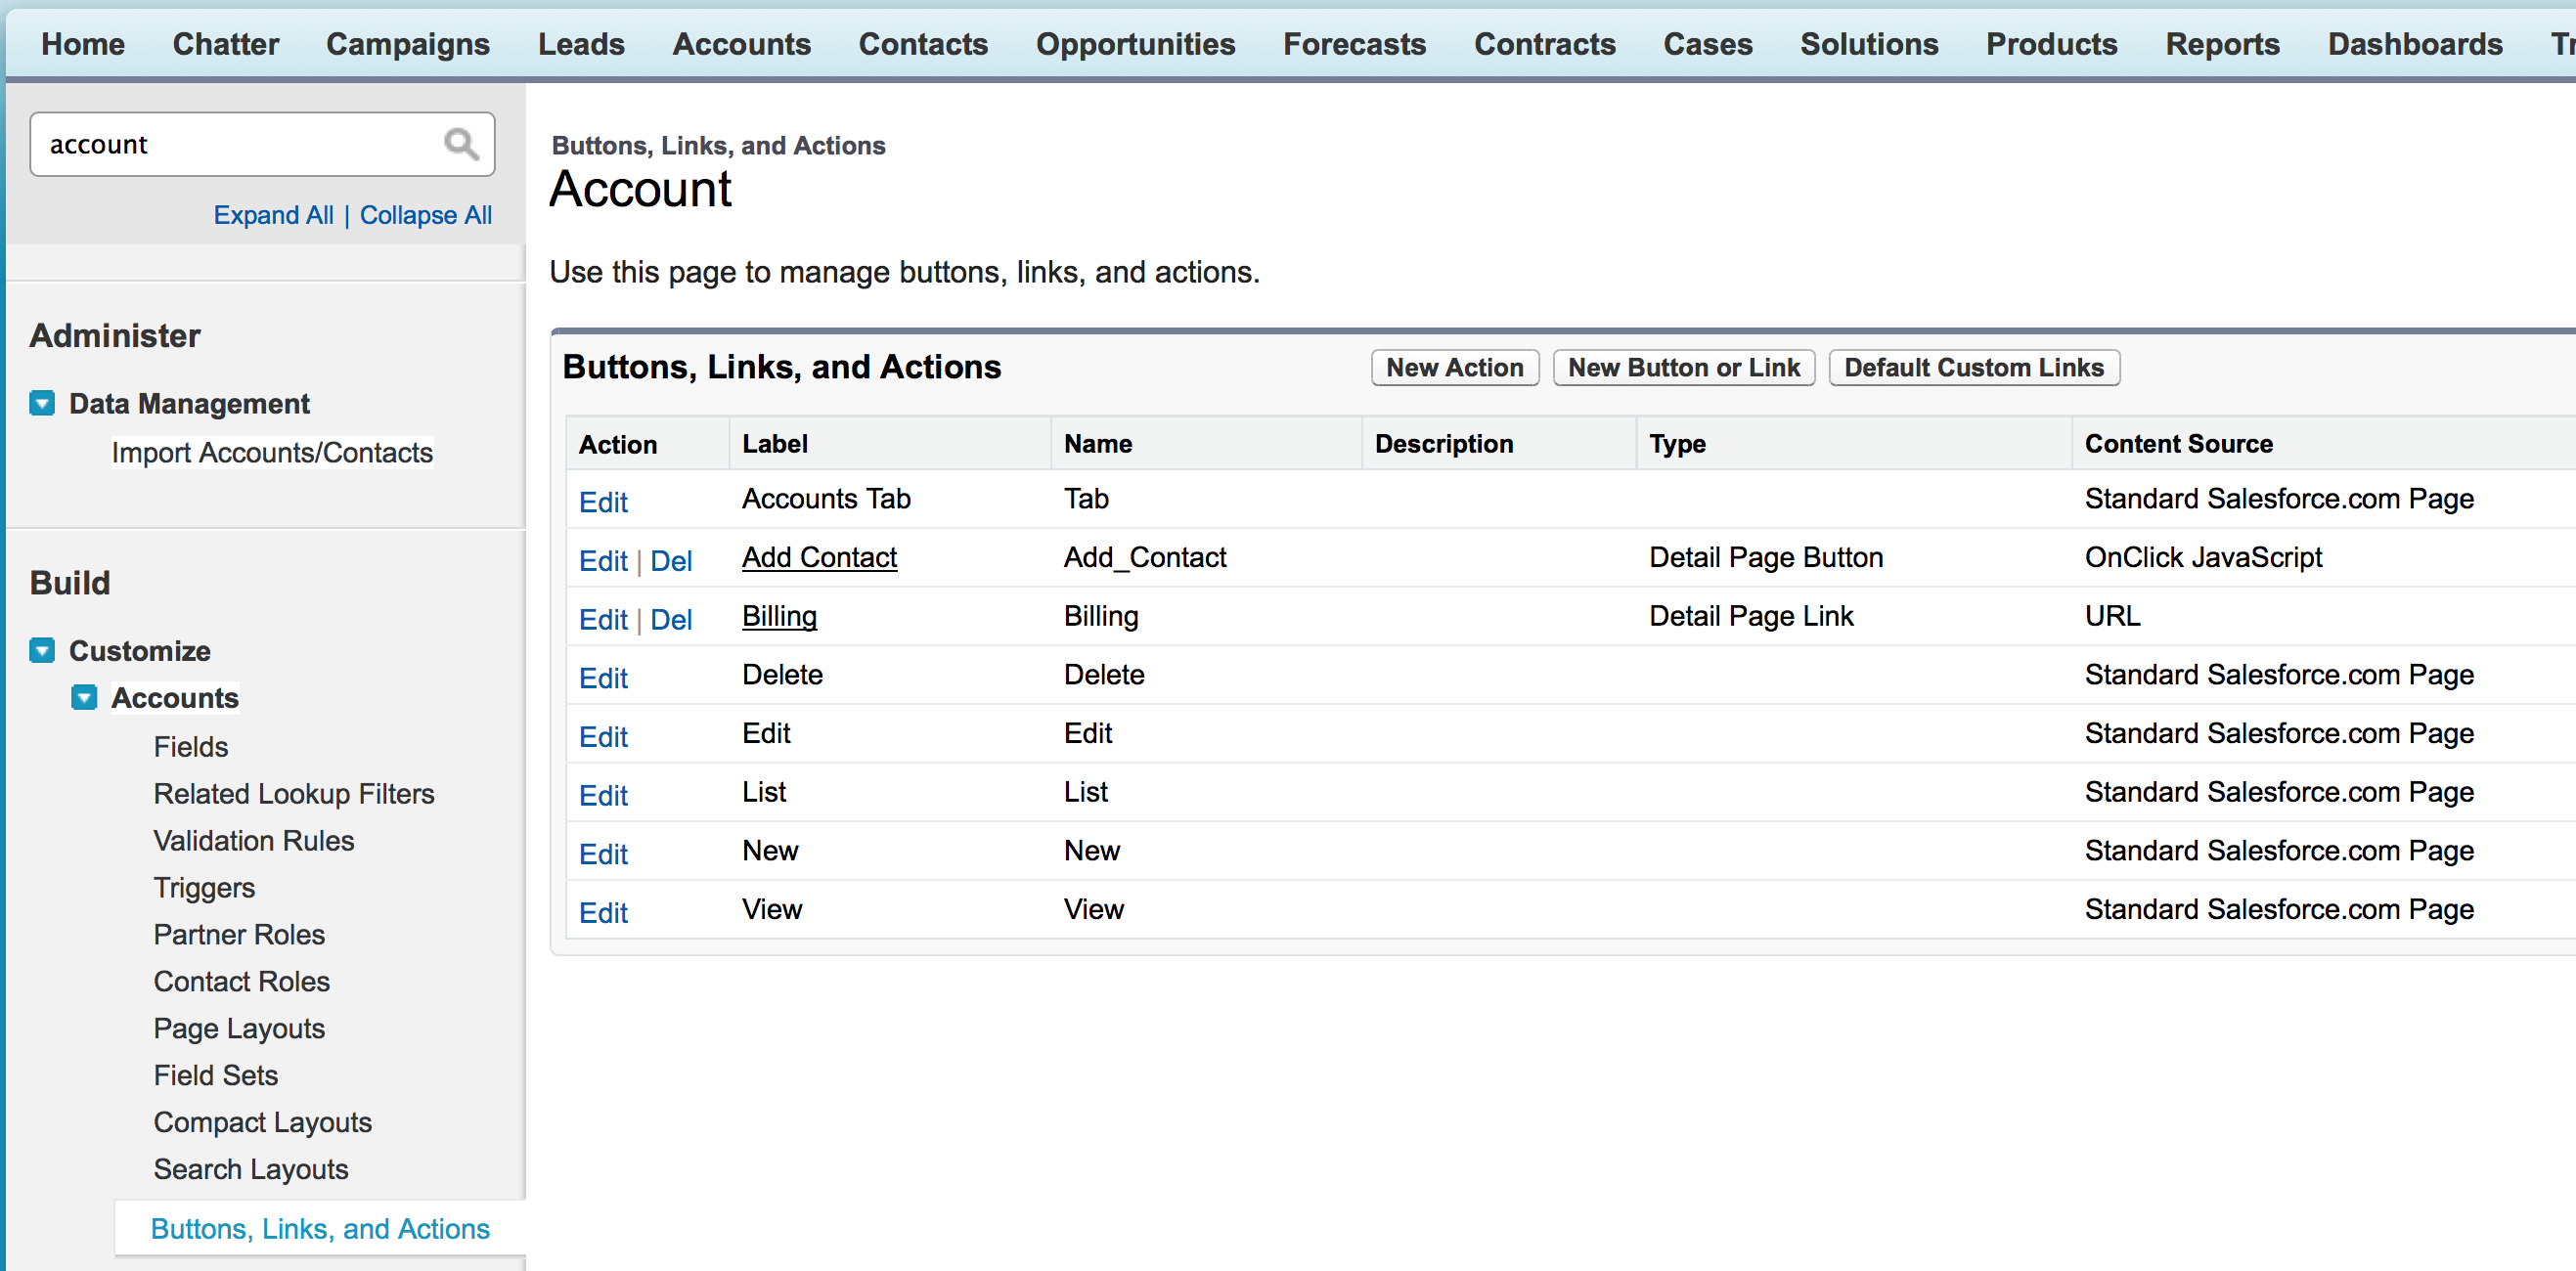 Home Chatter Campaigns Leads Accounts Contacts Opportunities Forecasts Contracts Cases Solutions Products Reports Dashboards
account
Expand All | Collapse All
Administer
Data Management
Import Accounts/Contacts
Build
Customize
Accounts
Fields
Related Lookup Filters
Validation Rules
Triggers
Partner Roles
Contact Roles
Page Layouts
Field Sets
Compact Layouts
Search Layouts
Buttons, Links, and Actions
Buttons, Links, and Actions
Account
Use this page to manage buttons, links, and actions.
Buttons, Links, and Actions New Action New Button or Link Default Custom Links
Action Label Name Description Type Content Source
Edit Accounts Tab Tab Standard Salesforce.com Page
Edit | Del Add Contact Add_Contact Detail Page Button OnClick JavaScript
Edit | Del Billing Billing Detail Page Link URL
Edit Delete Delete Standard Salesforce.com Page
Edit Edit Edit Standard Salesforce.com Page
Edit List List Standard Salesforce.com Page
Edit New New Standard Salesforce.com Page
Edit View View Standard Salesforce.com Page